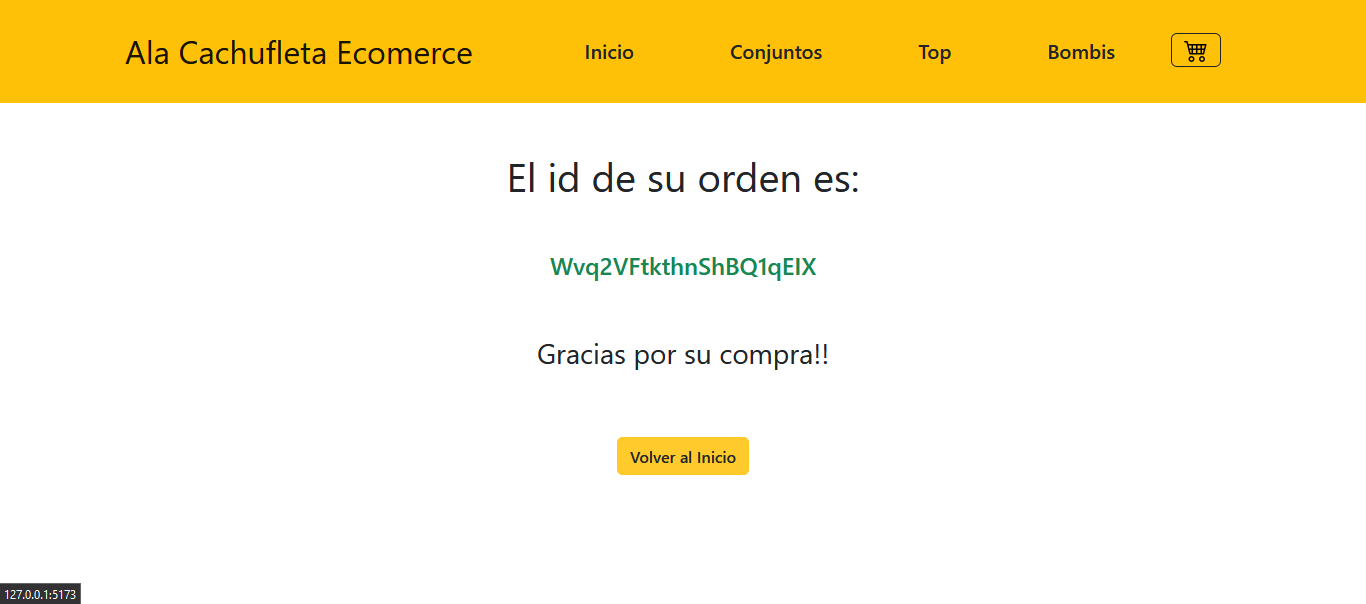 Ala Cachufleta Ecomerce
Inicio
Conjuntos
Top
Bombis
El id de su orden es:
Wvq2VFtkthnShBQ1qEIX
Gracias por su compra!!
Volver al Inicio
127.0.0.1:5173